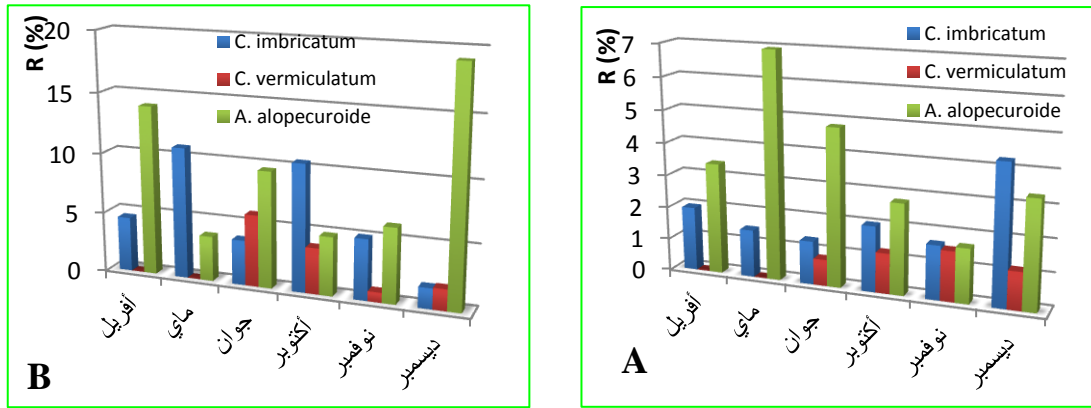 R (%)
20
15
10
5
0
C. imbricatum
C. vermiculatum
A. alopecuroide
أفريل
ماي
جوان
أكتوبر
نوفمبر
ديسمبر
B
R (%)
7
6
5
4
3
2
1
0
C. imbricatum
C. vermiculatum
A. alopecuroide
أفريل
ماي
جوان
أكتوبر
نوفمبر
ديسمبر
A